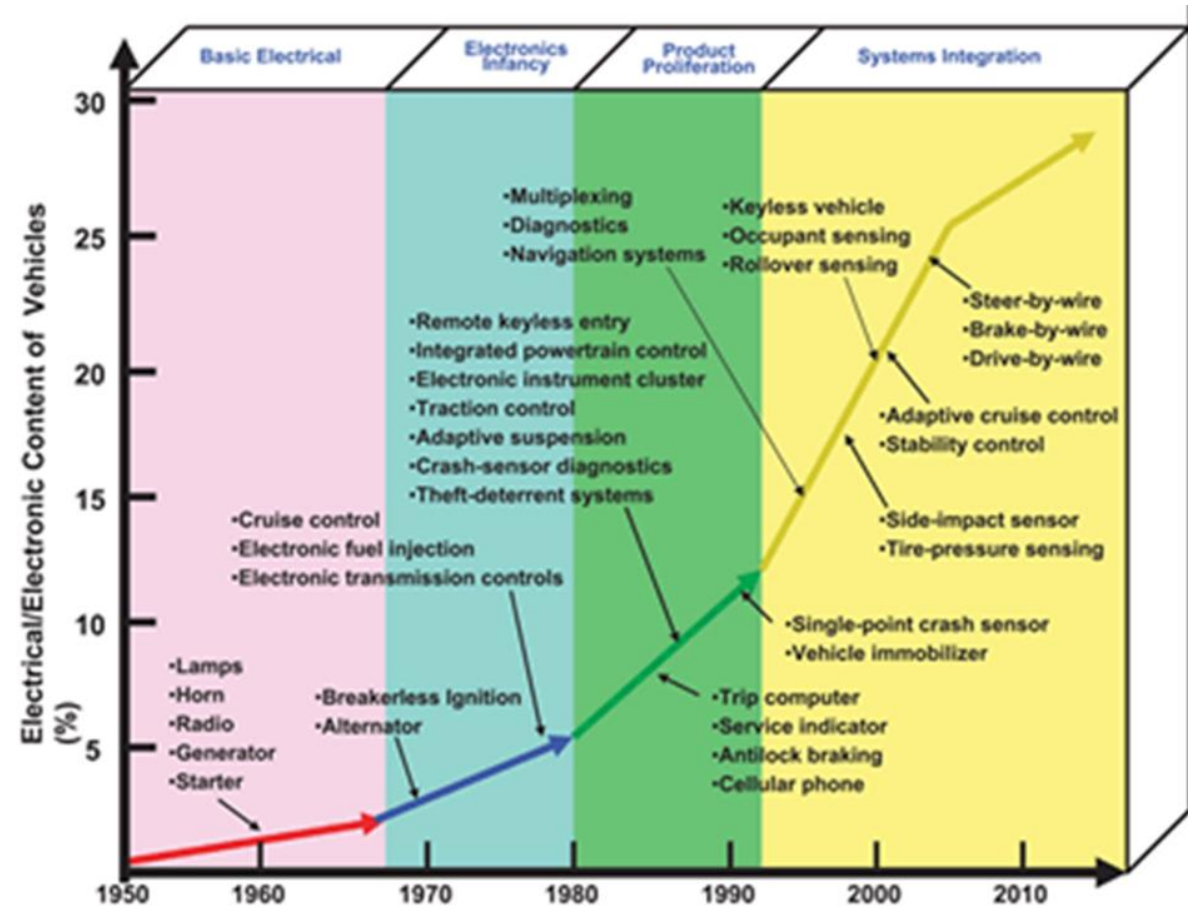 Basic Electrical
Electronics
Infancy
Product
Proliferation
Systems Integration
Electrical/Electronic Content of Vehicles
(%)
30
25
20
15
10
5
•Multiplexing
•Diagnostics
•Navigation systems
•Keyless vehicle
•Occupant sensing
•Rollover sensing
•Steer-by-wire
•Brake-by-wire
•Drive-by-wire
•Remote keyless entry
•Integrated powertrain control
•Electronic instrument cluster
•Traction control
•Adaptive suspension
•Crash-sensor diagnostics
•Theft-deterrent systems
•Adaptive cruise control
•Stability control
•Cruise control
•Electronic fuel injection
•Electronic transmission controls
•Side-impact sensor
•Tire-pressure sensing
•Single-point crash sensor
•Vehicle immobilizer
•Lamps
•Horn
•Radio
•Generator
•Starter
•Breakerless Ignition
•Alternator
•Trip computer
•Service indicator
•Antilock braking
•Cellular phone
1950 1960 1970 1980 1990 2000 2010